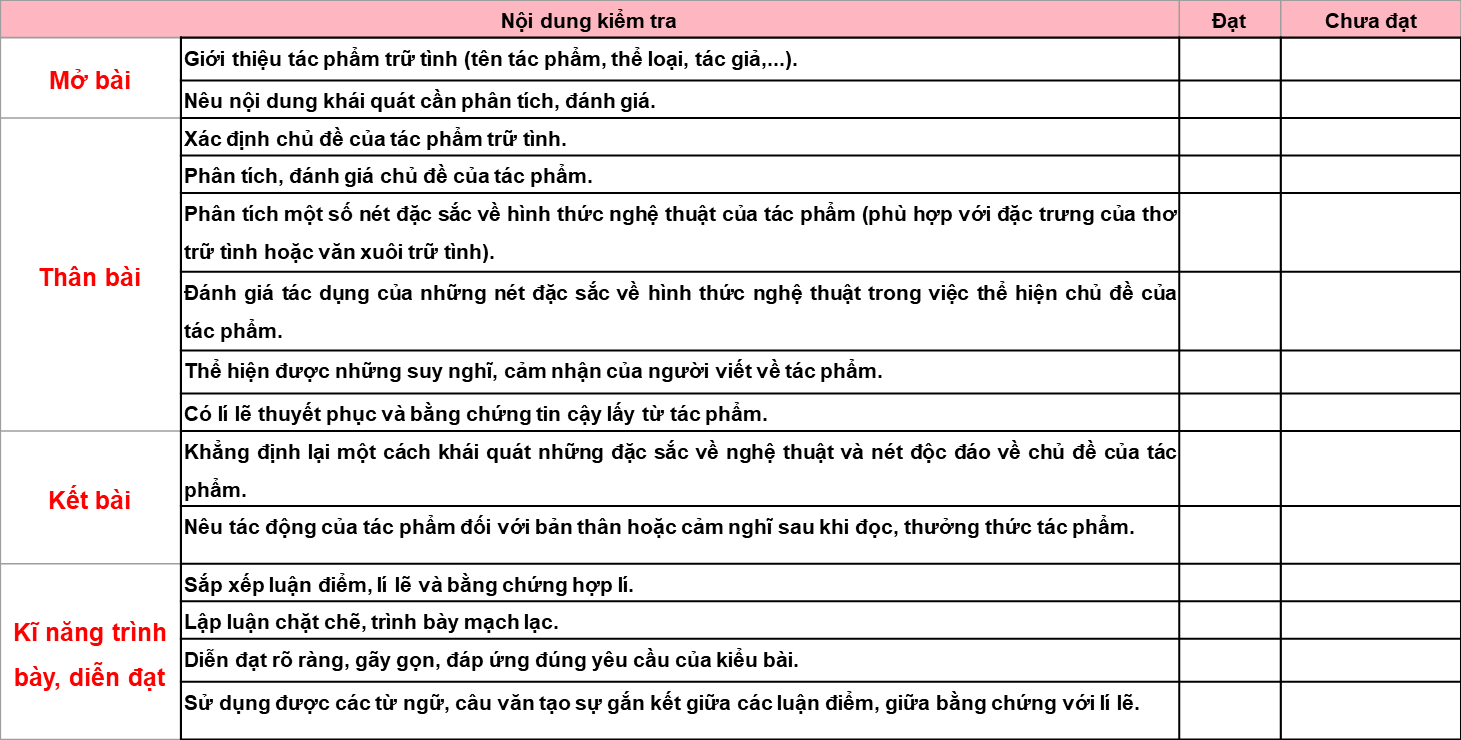 Nội dung kiểm tra Đạt Chưa đạt
Mở bài
Giới thiệu tác phẩm trữ tình (tên tác phẩm, thể loại, tác giả,...).
Nêu nội dung khái quát cần phân tích, đánh giá.
Thân bài
Xác định chủ đề của tác phẩm trữ tình.
Phân tích, đánh giá chủ đề của tác phẩm.
Phân tích một số nét đặc sắc về hình thức nghệ thuật của tác phẩm (phù hợp với đặc trưng của thơ
trữ tình hoặc văn xuôi trữ tình).
Đánh giá tác dụng của những nét đặc sắc về hình thức nghệ thuật trong việc thể hiện chủ đề của
tác phẩm.
Thể hiện được những suy nghĩ, cảm nhận của người viết về tác phẩm.
Có lí lẽ thuyết phục và bằng chứng tin cậy lấy từ tác phẩm.
Kết bài
Khẳng định lại một cách khái quát những đặc sắc về nghệ thuật và nét độc đáo về chủ đề của tác
phẩm.
Nêu tác động của tác phẩm đối với bản thân hoặc cảm nghĩ sau khi đọc, thưởng thức tác phẩm.
Kĩ năng trình
bày, diễn đạt
Sắp xếp luận điểm, lí lẽ và bằng chứng hợp lí.
Lập luận chặt chẽ, trình bày mạch lạc.
Diễn đạt rõ ràng, gãy gọn, đáp ứng đúng yêu cầu của kiểu bài.
Sử dụng được các từ ngữ, câu văn tạo sự gắn kết giữa các luận điểm, giữa bằng chứng với lí lẽ.